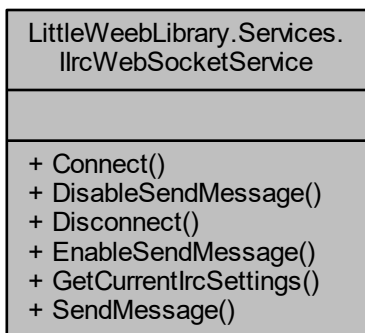 LittleWeebLibrary.Services.
IIrcWebSocketService
+ Connect()
+ DisableSendMessage()
+ Disconnect()
+ EnableSendMessage()
+ GetCurrentIrcSettings()
+ SendMessage()